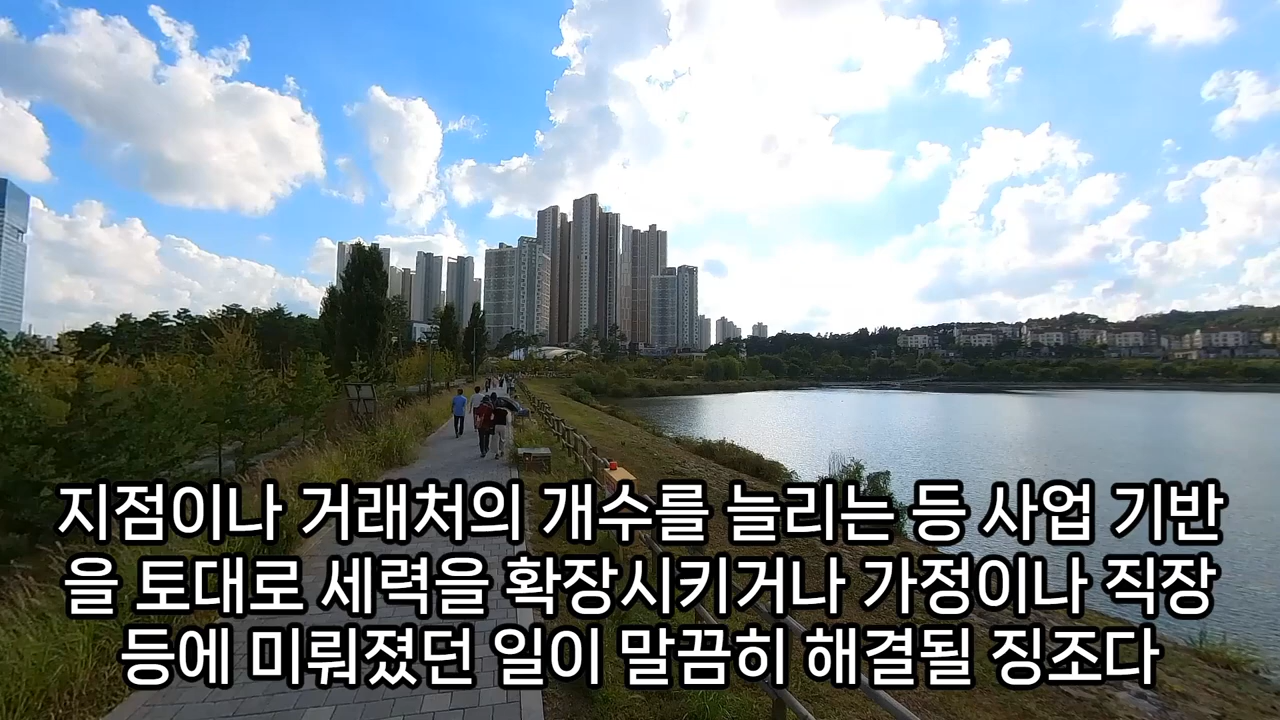 지점이나 거래처의 개수를 늘리는 등 사업 기반
을 토대로 세력을 확장시키거나 가정이나 직장
등에 미뤄졌던 일이 말끔히 해결될 징조다